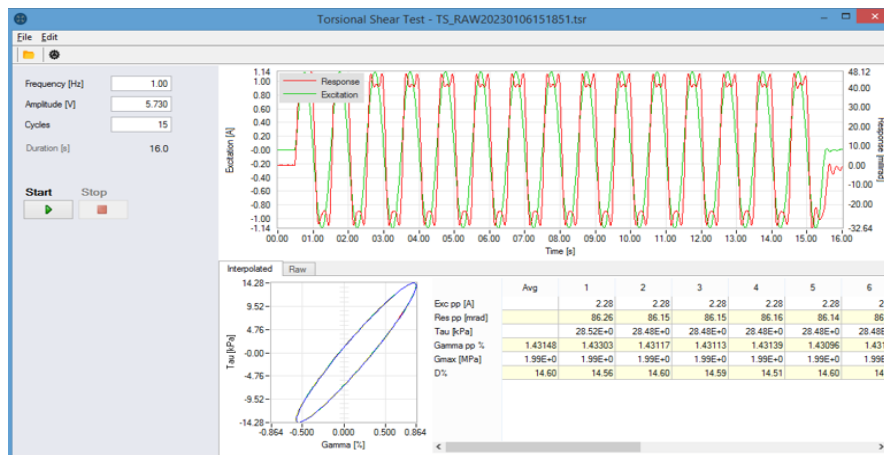 Torsional Shear Test - TS_RAW20230106151851.tsr
File Edit
Frequency [Hz] 1.00
Amplitude [V] 5.730
Cycles 15
Duration [s] 16.0
Start Stop
Response
Excitation
Excitation [A]
1.14
1.00
0.80
0.60
0.40
0.20
-0.00
-0.20
-0.40
-0.60
-0.80
-1.00
-1.14
Response [mrad]
48.12
40.00
30.00
20.00
10.00
0.00
-10.00
-20.00
-32.64
00.00 01.00 02.00 03.00 04.00 05.00 06.00 07.00 08.00 09.00 10.00 11.00 12.00 13.00 14.00 15.00 16.00
Time [s]
Interpolated Raw
Tau [kPa]
14.28
9.52
4.76
-0.00
-4.76
-9.52
-14.28
-0.864 -0.500 0.000 0.500 0.864
Gamma [%]
Avg 1 2 3 4 5 6
Exc pp [A] 2.28 2.28 2.28 2.28 2.28 2
Res pp [mrad] 86.26 86.15 86.15 86.16 86.14 86
Tau [kPa] 28.52E+0 28.48E+0 28.48E+0 28.48E+0 28.48E+0 28.48
Gamma pp % 1.43148 1.43303 1.43117 1.43113 1.43139 1.43096 1.431
Gmax [MPa] 1.99E+0 1.99E+0 1.99E+0 1.99E+0 1.99E+0 1.99E
D% 14.60 14.56 14.60 14.59 14.51 14.60 14